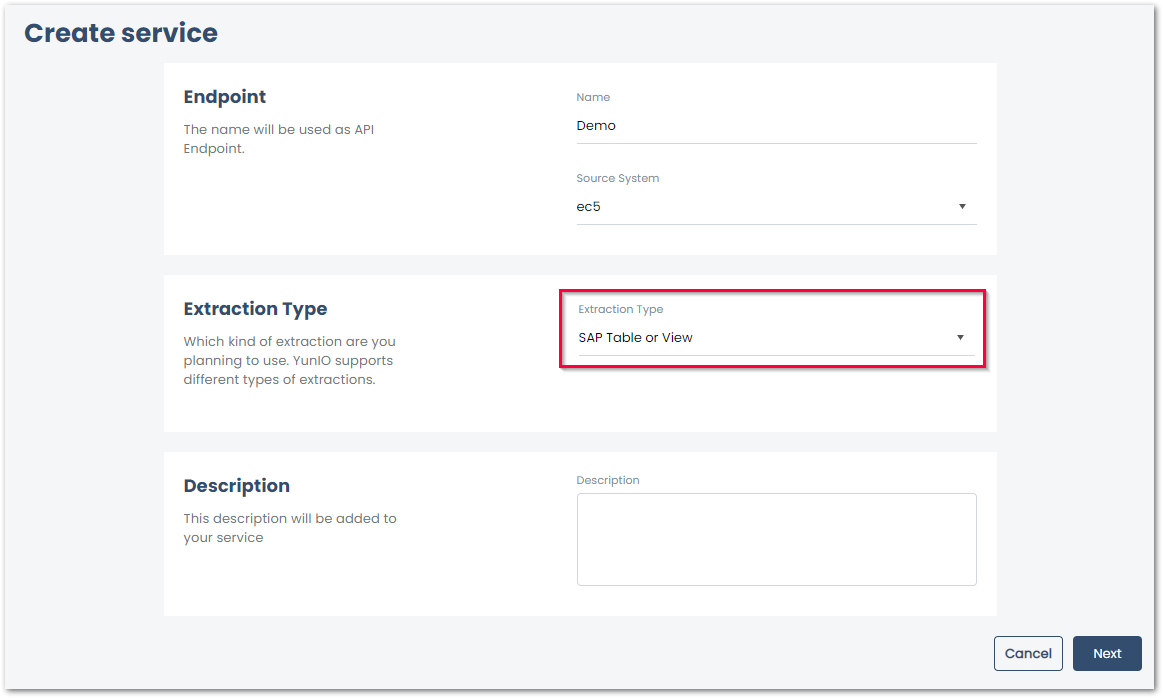 Create service
Endpoint
The name will be used as API
Endpoint.
Name
Demo
Source System
ec5
Extraction Type
Which kind of extraction are you
planning to use. YunIO supports
different types of extractions.
Extraction Type
SAP Table or View
Description
This description will be added to
your service
Description
Cancel
Next